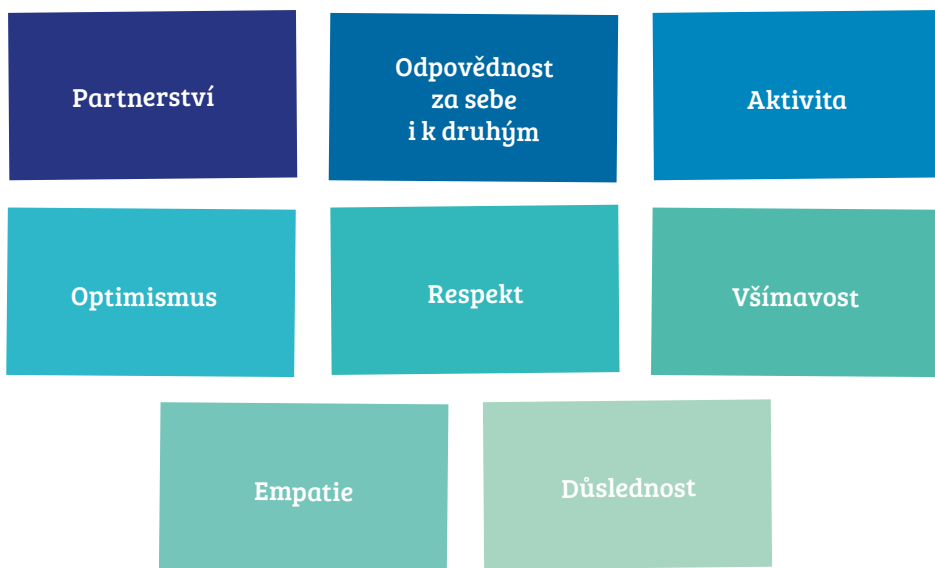 Partnerství
Odpovědnost
za sebe
i k druhým
Aktivita
Optimismus
Respekt
Všímavost
Empatie
Důslednost